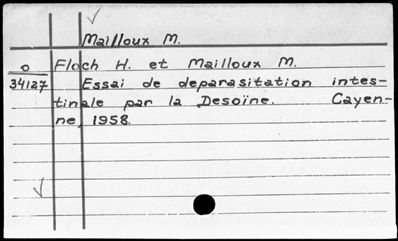 Mailloux M.
o Floch H. et Mailloux M.
34127 Essai de deparasitation intes-
tinale par la Desoïne. Cayen-
ne, 1958.